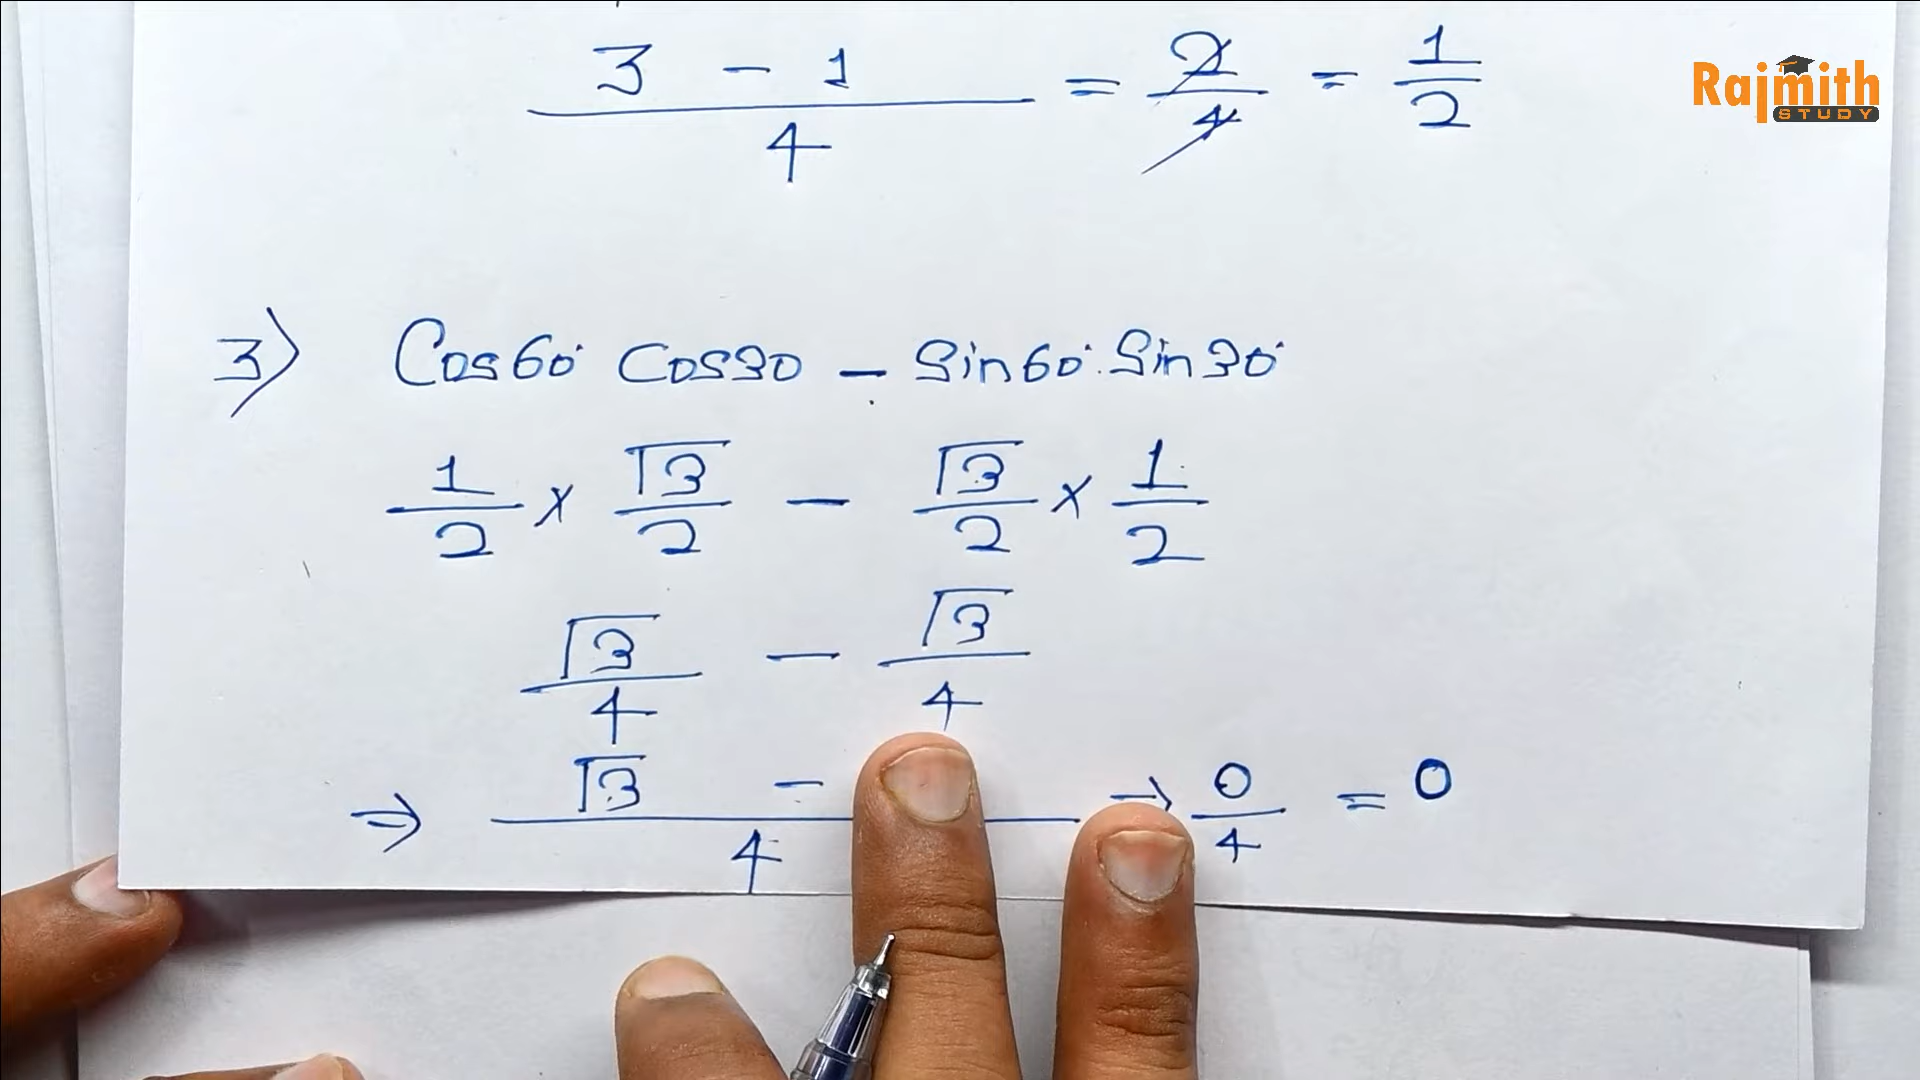 3 - 1 / 4 = 2/4 = 1/2
Rajmith
STUDY
3) Cos60° Cos30 - Sin60°. Sin30°
1/2 × √3/2 - √3/2 × 1/2
√3/4 - √3/4
⇒ √3 - / 4 → 0/4 = 0